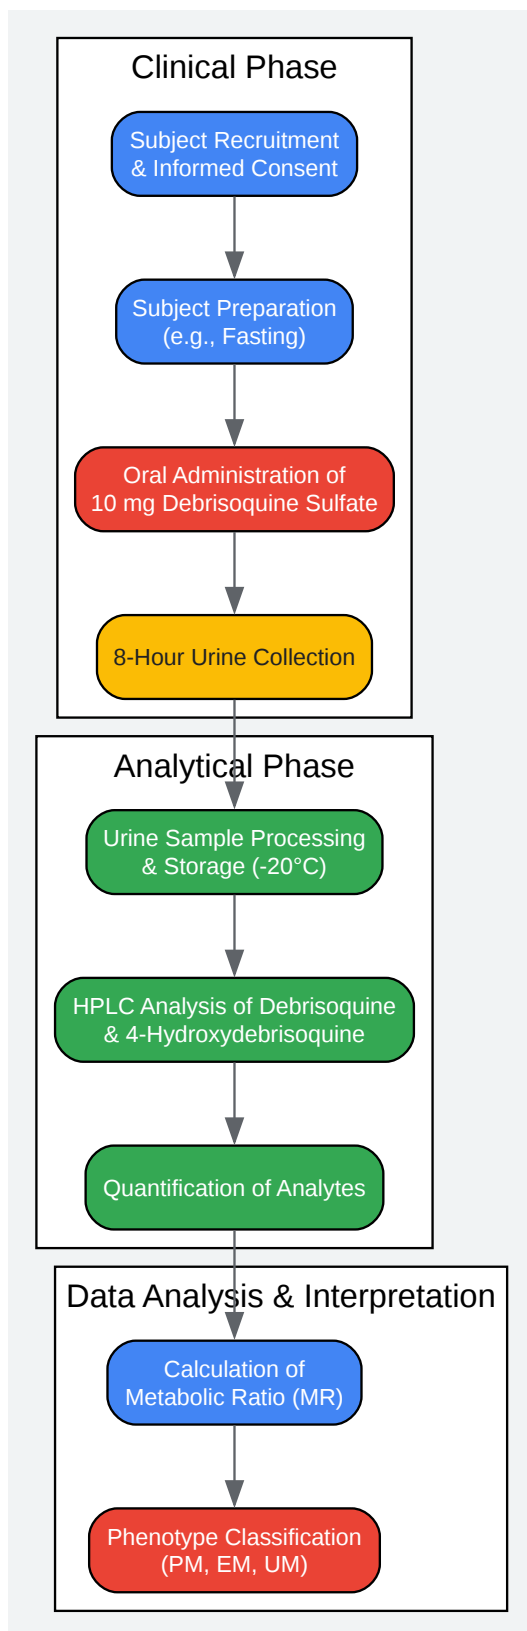 Clinical Phase
Subject Recruitment
& Informed Consent
Subject Preparation
(e.g., Fasting)
Oral Administration of
10 mg Debrisoquine Sulfate
8-Hour Urine Collection
Analytical Phase
Urine Sample Processing
& Storage (-20°C)
HPLC Analysis of Debrisoquine
& 4-Hydroxydebrisoquine
Quantification of Analytes
Data Analysis & Interpretation
Calculation of
Metabolic Ratio (MR)
Phenotype Classification
(PM, EM, UM)